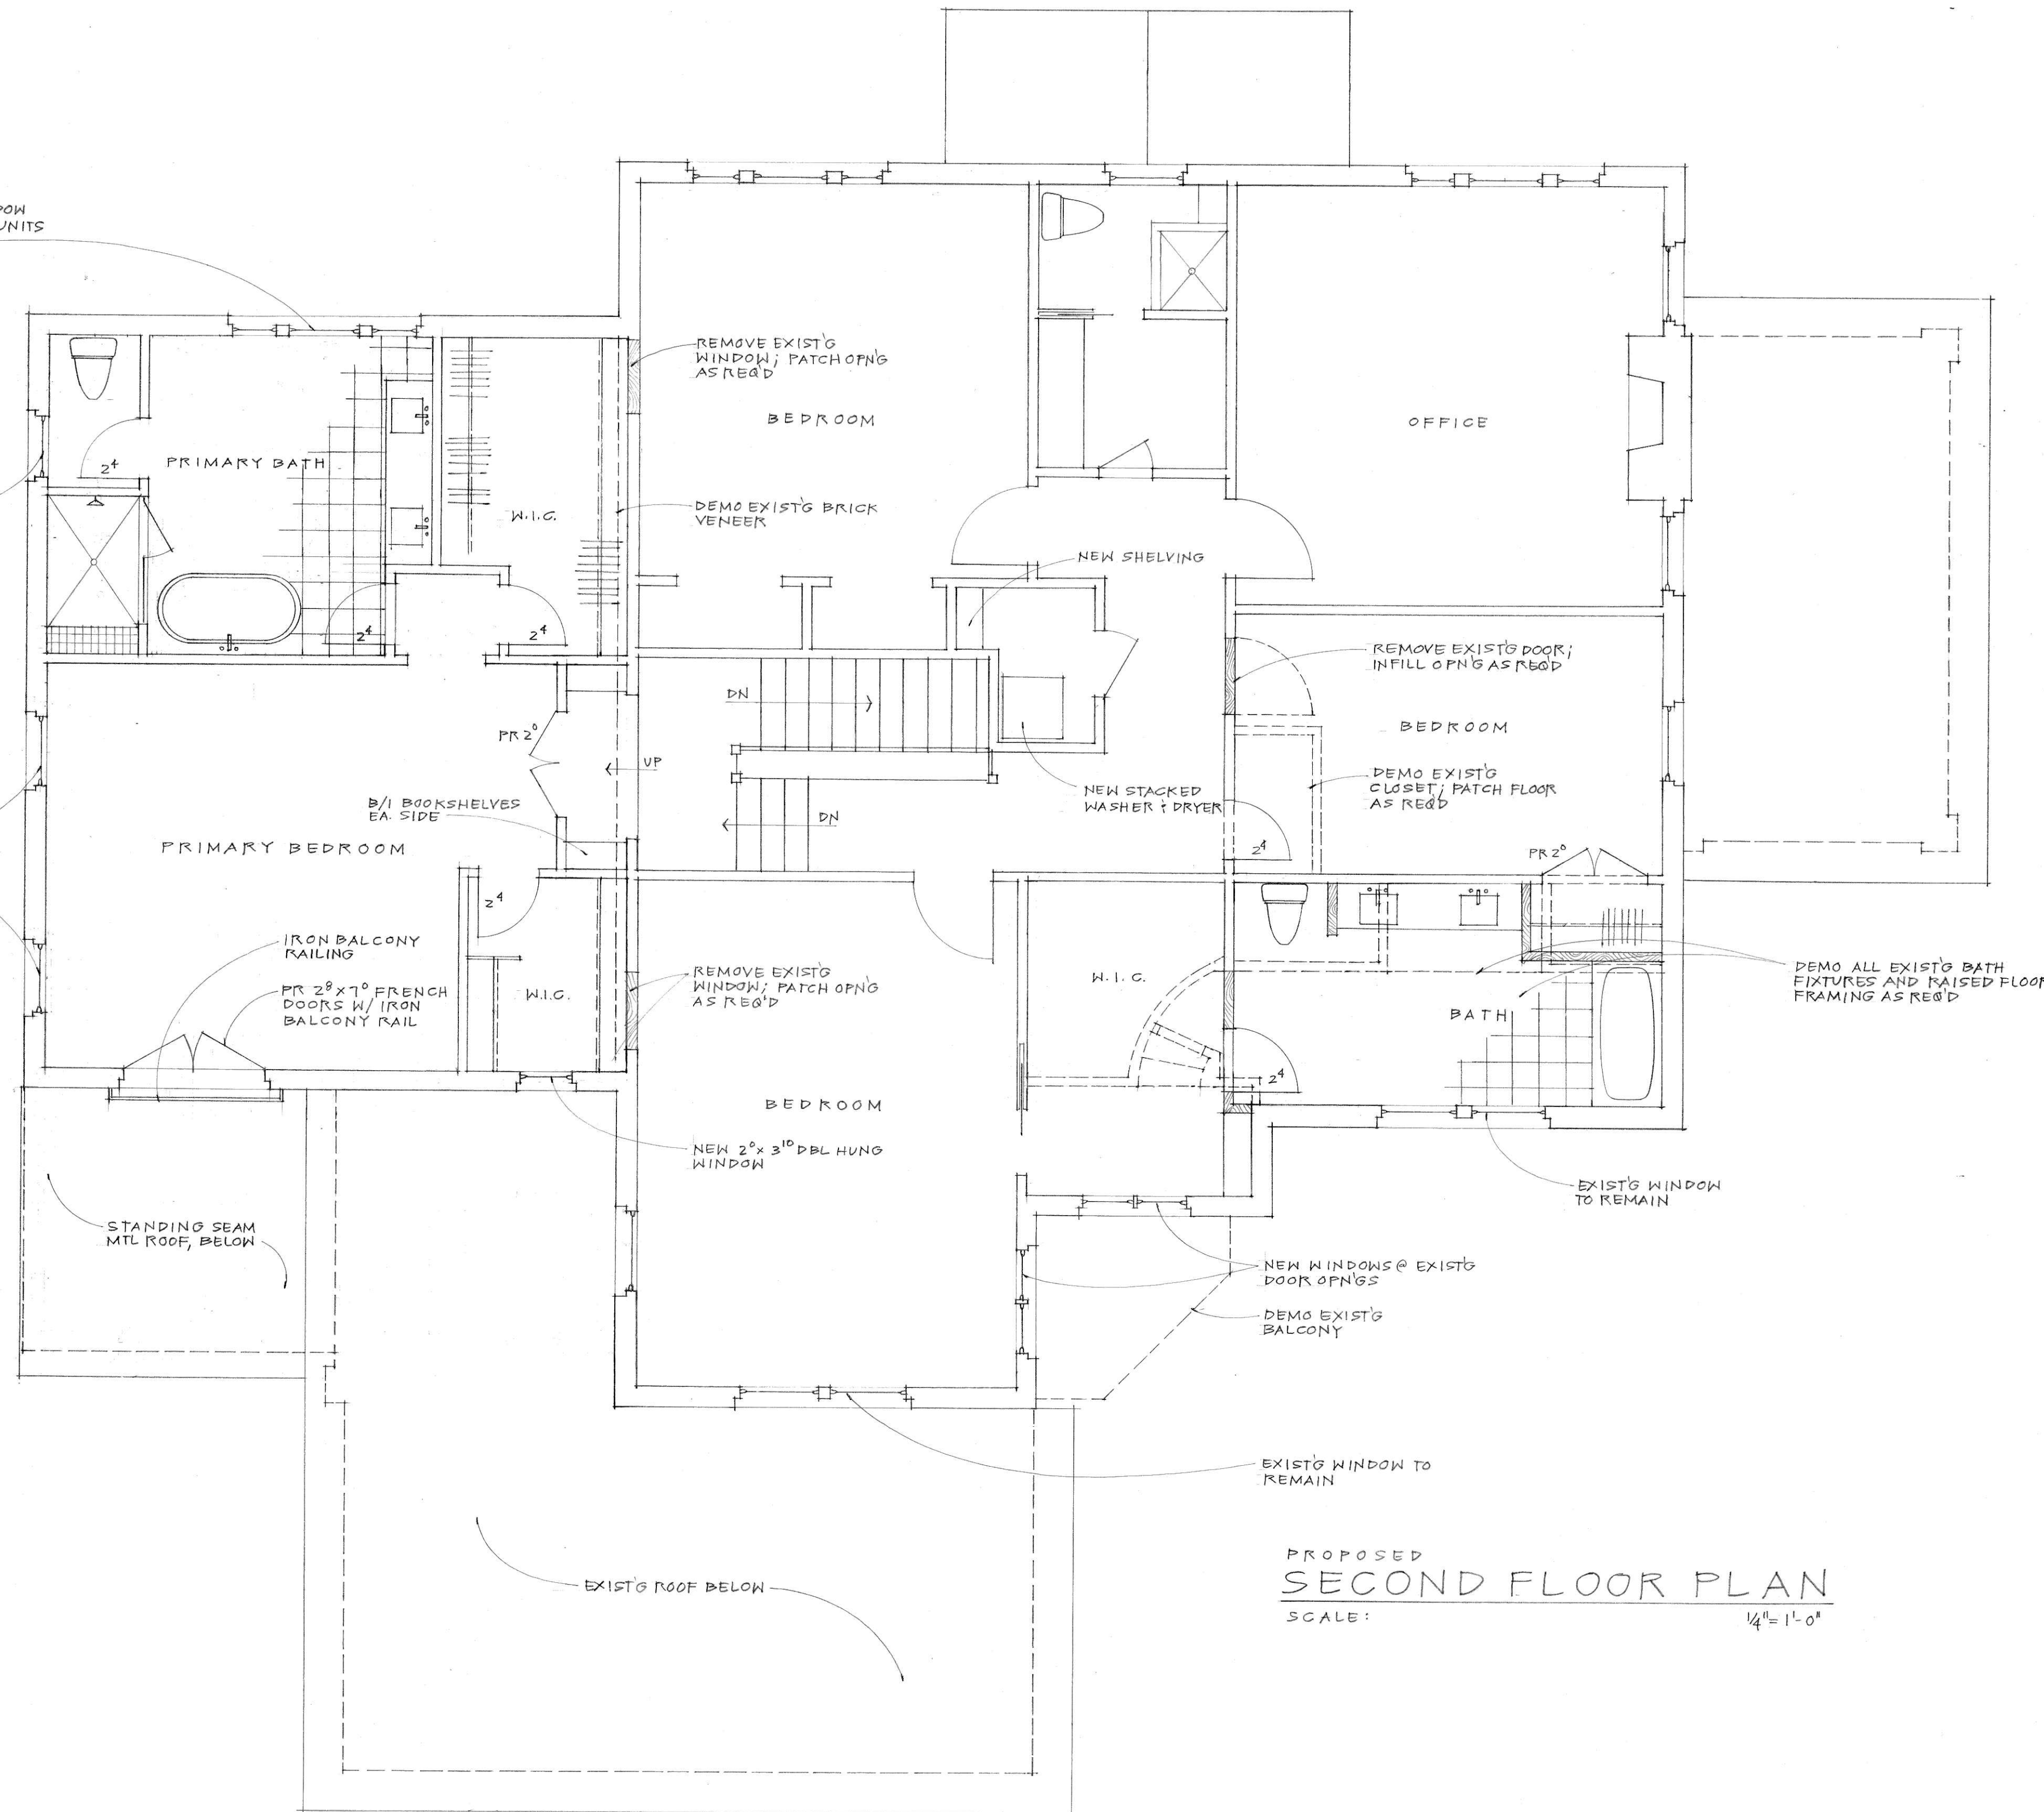 DOW
UNITS
REMOVE EXIST'G
WINDOW; PATCH OPN'G
AS REQ'D
BEDROOM
OFFICE
2⁴
PRIMARY BATH
W.I.C.
DEMO EXIST'G BRICK
VENEER
NEW SHELVING
2⁴
2⁴
REMOVE EXIST'G DOOR;
INFILL OPN'G AS REQ'D
DN
BEDROOM
PR 2⁰
UP
DEMO EXIST'G
CLOSET; PATCH FLOOR
AS REQ'D
NEW STACKED
WASHER & DRYER
B/I BOOKSHELVES
EA. SIDE
DN
PRIMARY BEDROOM
2⁴
PR 2⁰
2⁴
IRON BALCONY
RAILING
PR 2⁸ x 7⁰ FRENCH
DOORS W/ IRON
BALCONY RAIL
W.I.C.
REMOVE EXIST'G
WINDOW; PATCH OPN'G
AS REQ'D
W.I.C.
DEMO ALL EXIST'G BATH
FIXTURES AND RAISED FLOOR
FRAMING AS REQ'D
BATH
2⁴
BEDROOM
NEW 2⁰ x 3¹⁰ DBL HUNG
WINDOW
EXIST'G WINDOW
TO REMAIN
STANDING SEAM
MTL ROOF, BELOW
NEW WINDOWS @ EXIST'G
DOOR OPN'GS
DEMO EXIST'G
BALCONY
EXIST'G WINDOW TO
REMAIN
EXIST'G ROOF BELOW
PROPOSED
SECOND FLOOR PLAN
SCALE: 1/4" = 1'-0"